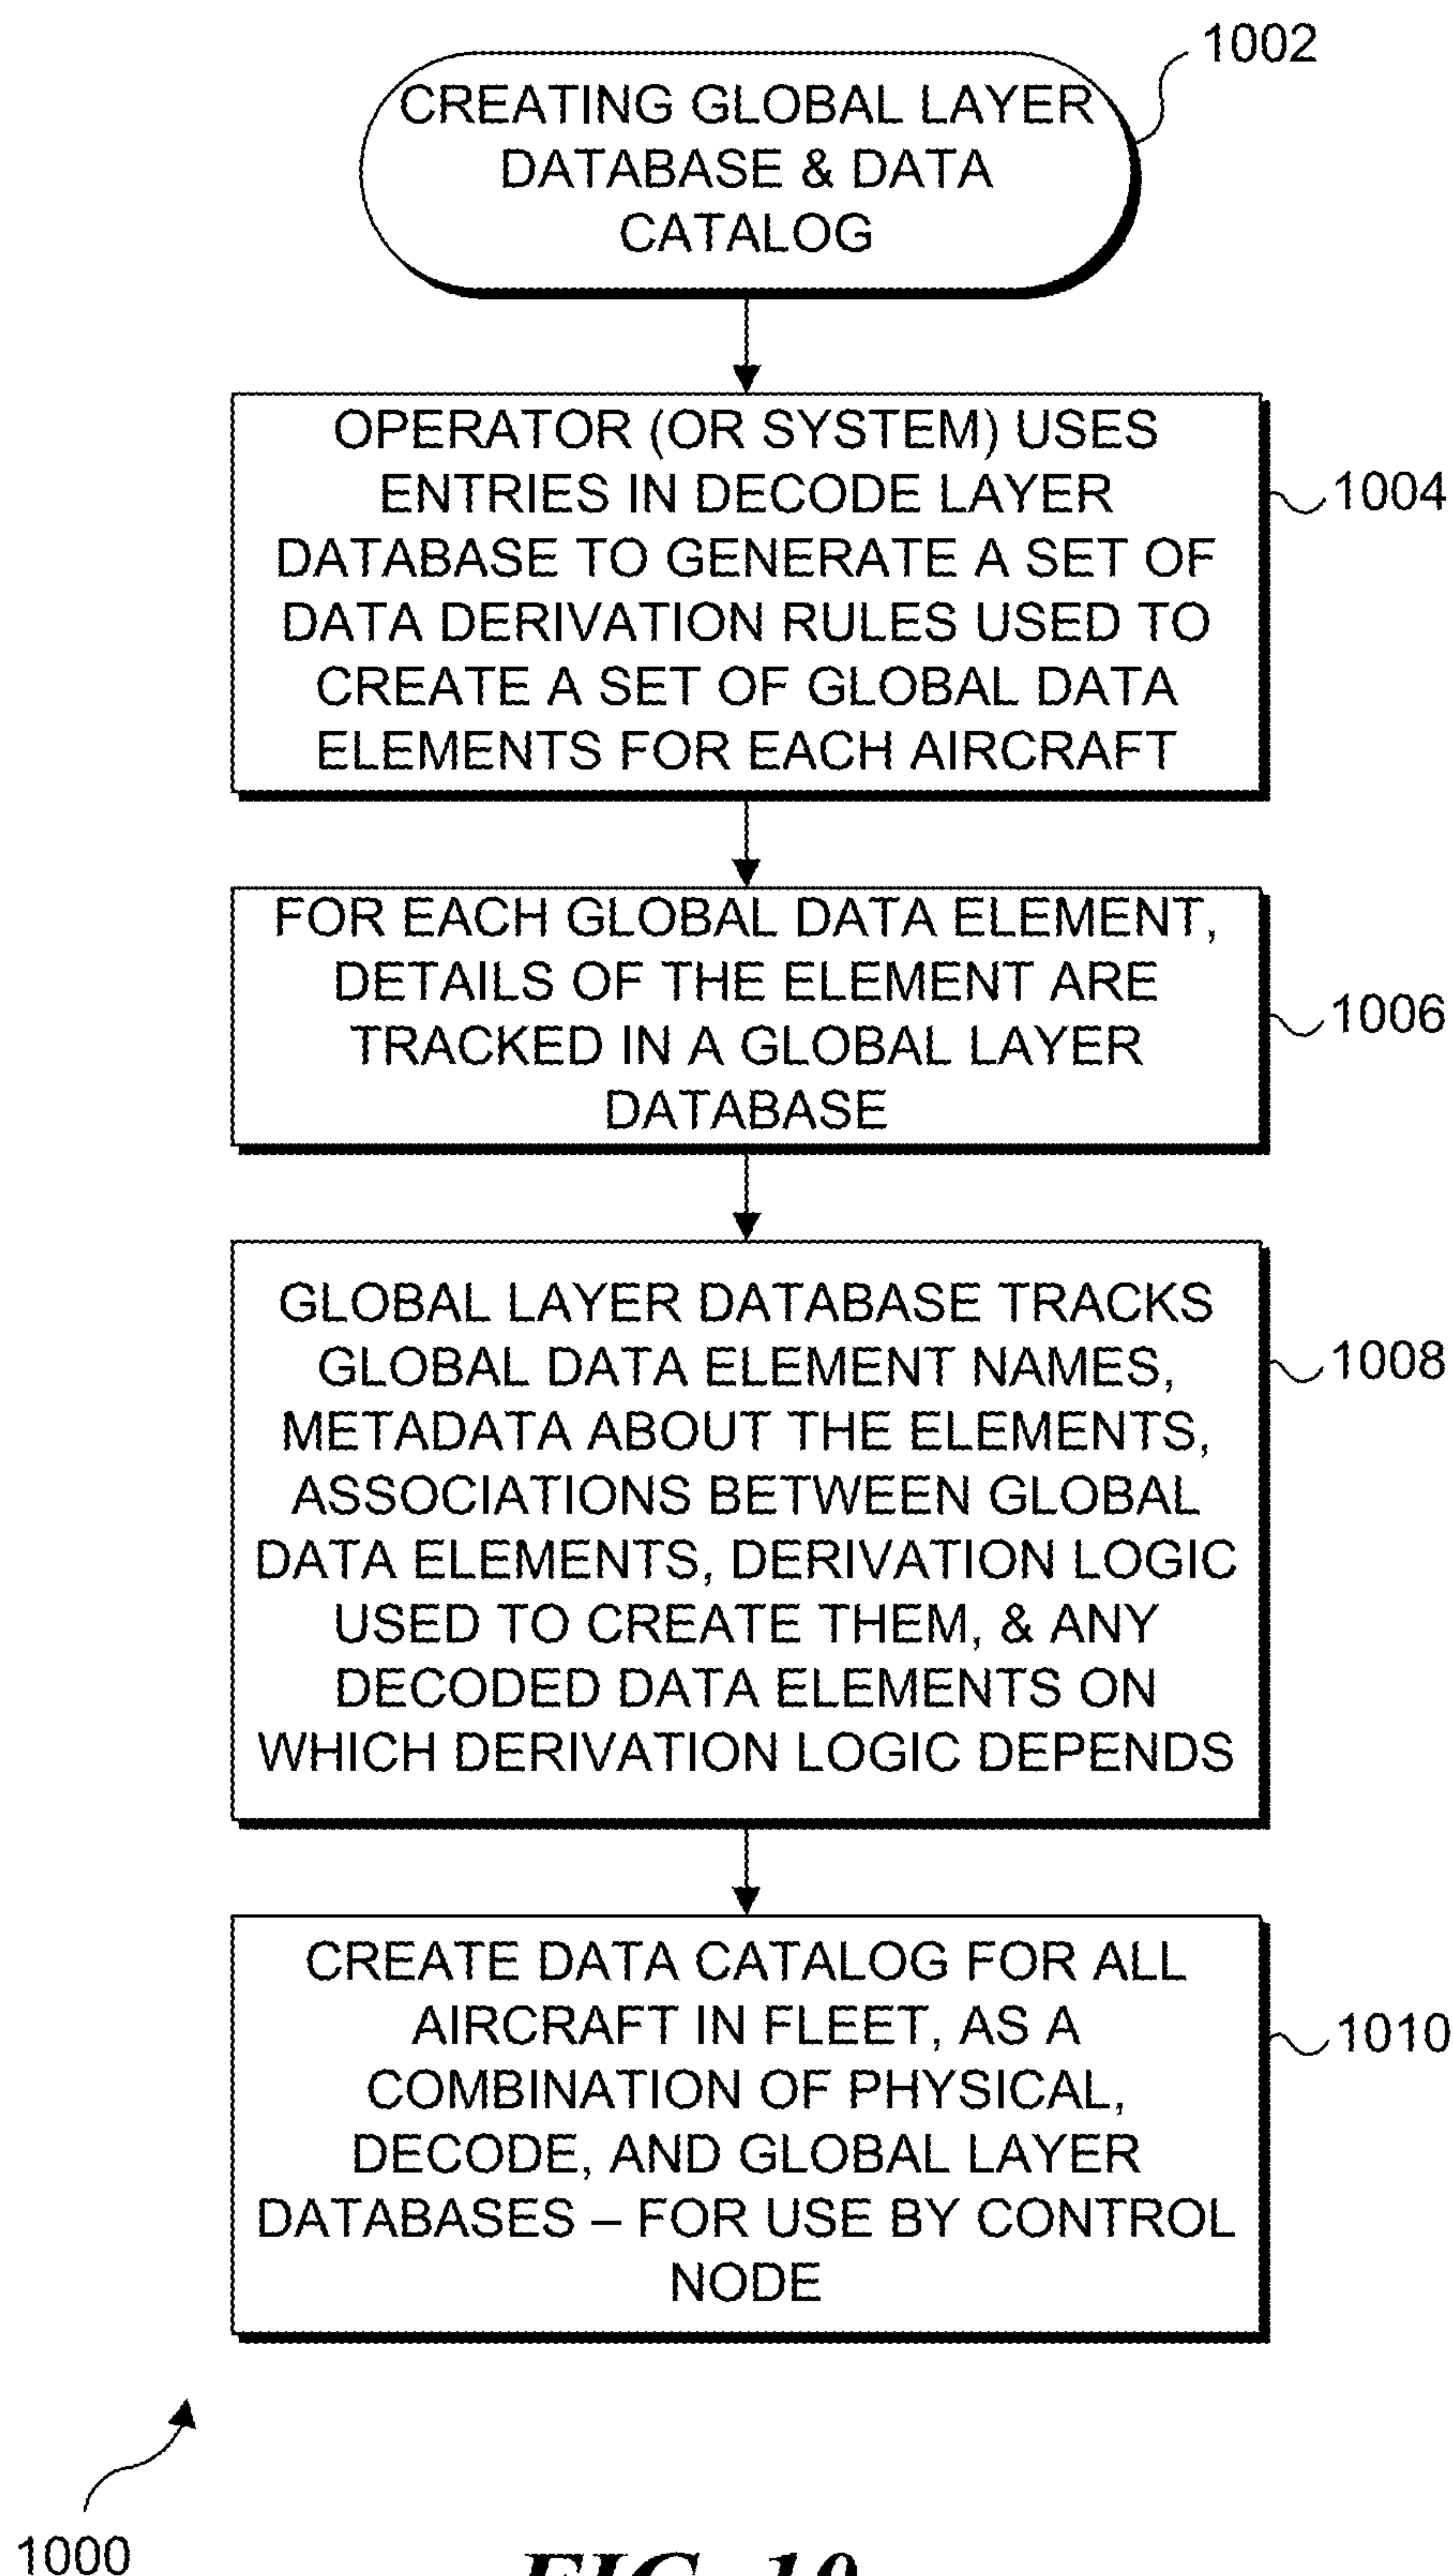 1002
CREATING GLOBAL LAYER
DATABASE & DATA
CATALOG
OPERATOR (OR SYSTEM) USES
ENTRIES IN DECODE LAYER
DATABASE TO GENERATE A SET OF
DATA DERIVATION RULES USED TO
CREATE A SET OF GLOBAL DATA
ELEMENTS FOR EACH AIRCRAFT
1004
FOR EACH GLOBAL DATA ELEMENT,
DETAILS OF THE ELEMENT ARE
TRACKED IN A GLOBAL LAYER
DATABASE
1006
GLOBAL LAYER DATABASE TRACKS
GLOBAL DATA ELEMENT NAMES,
METADATA ABOUT THE ELEMENTS,
ASSOCIATIONS BETWEEN GLOBAL
DATA ELEMENTS, DERIVATION LOGIC
USED TO CREATE THEM, & ANY
DECODED DATA ELEMENTS ON
WHICH DERIVATION LOGIC DEPENDS
1008
CREATE DATA CATALOG FOR ALL
AIRCRAFT IN FLEET, AS A
COMBINATION OF PHYSICAL,
DECODE, AND GLOBAL LAYER
DATABASES – FOR USE BY CONTROL
NODE
1010
1000
FIG. 10